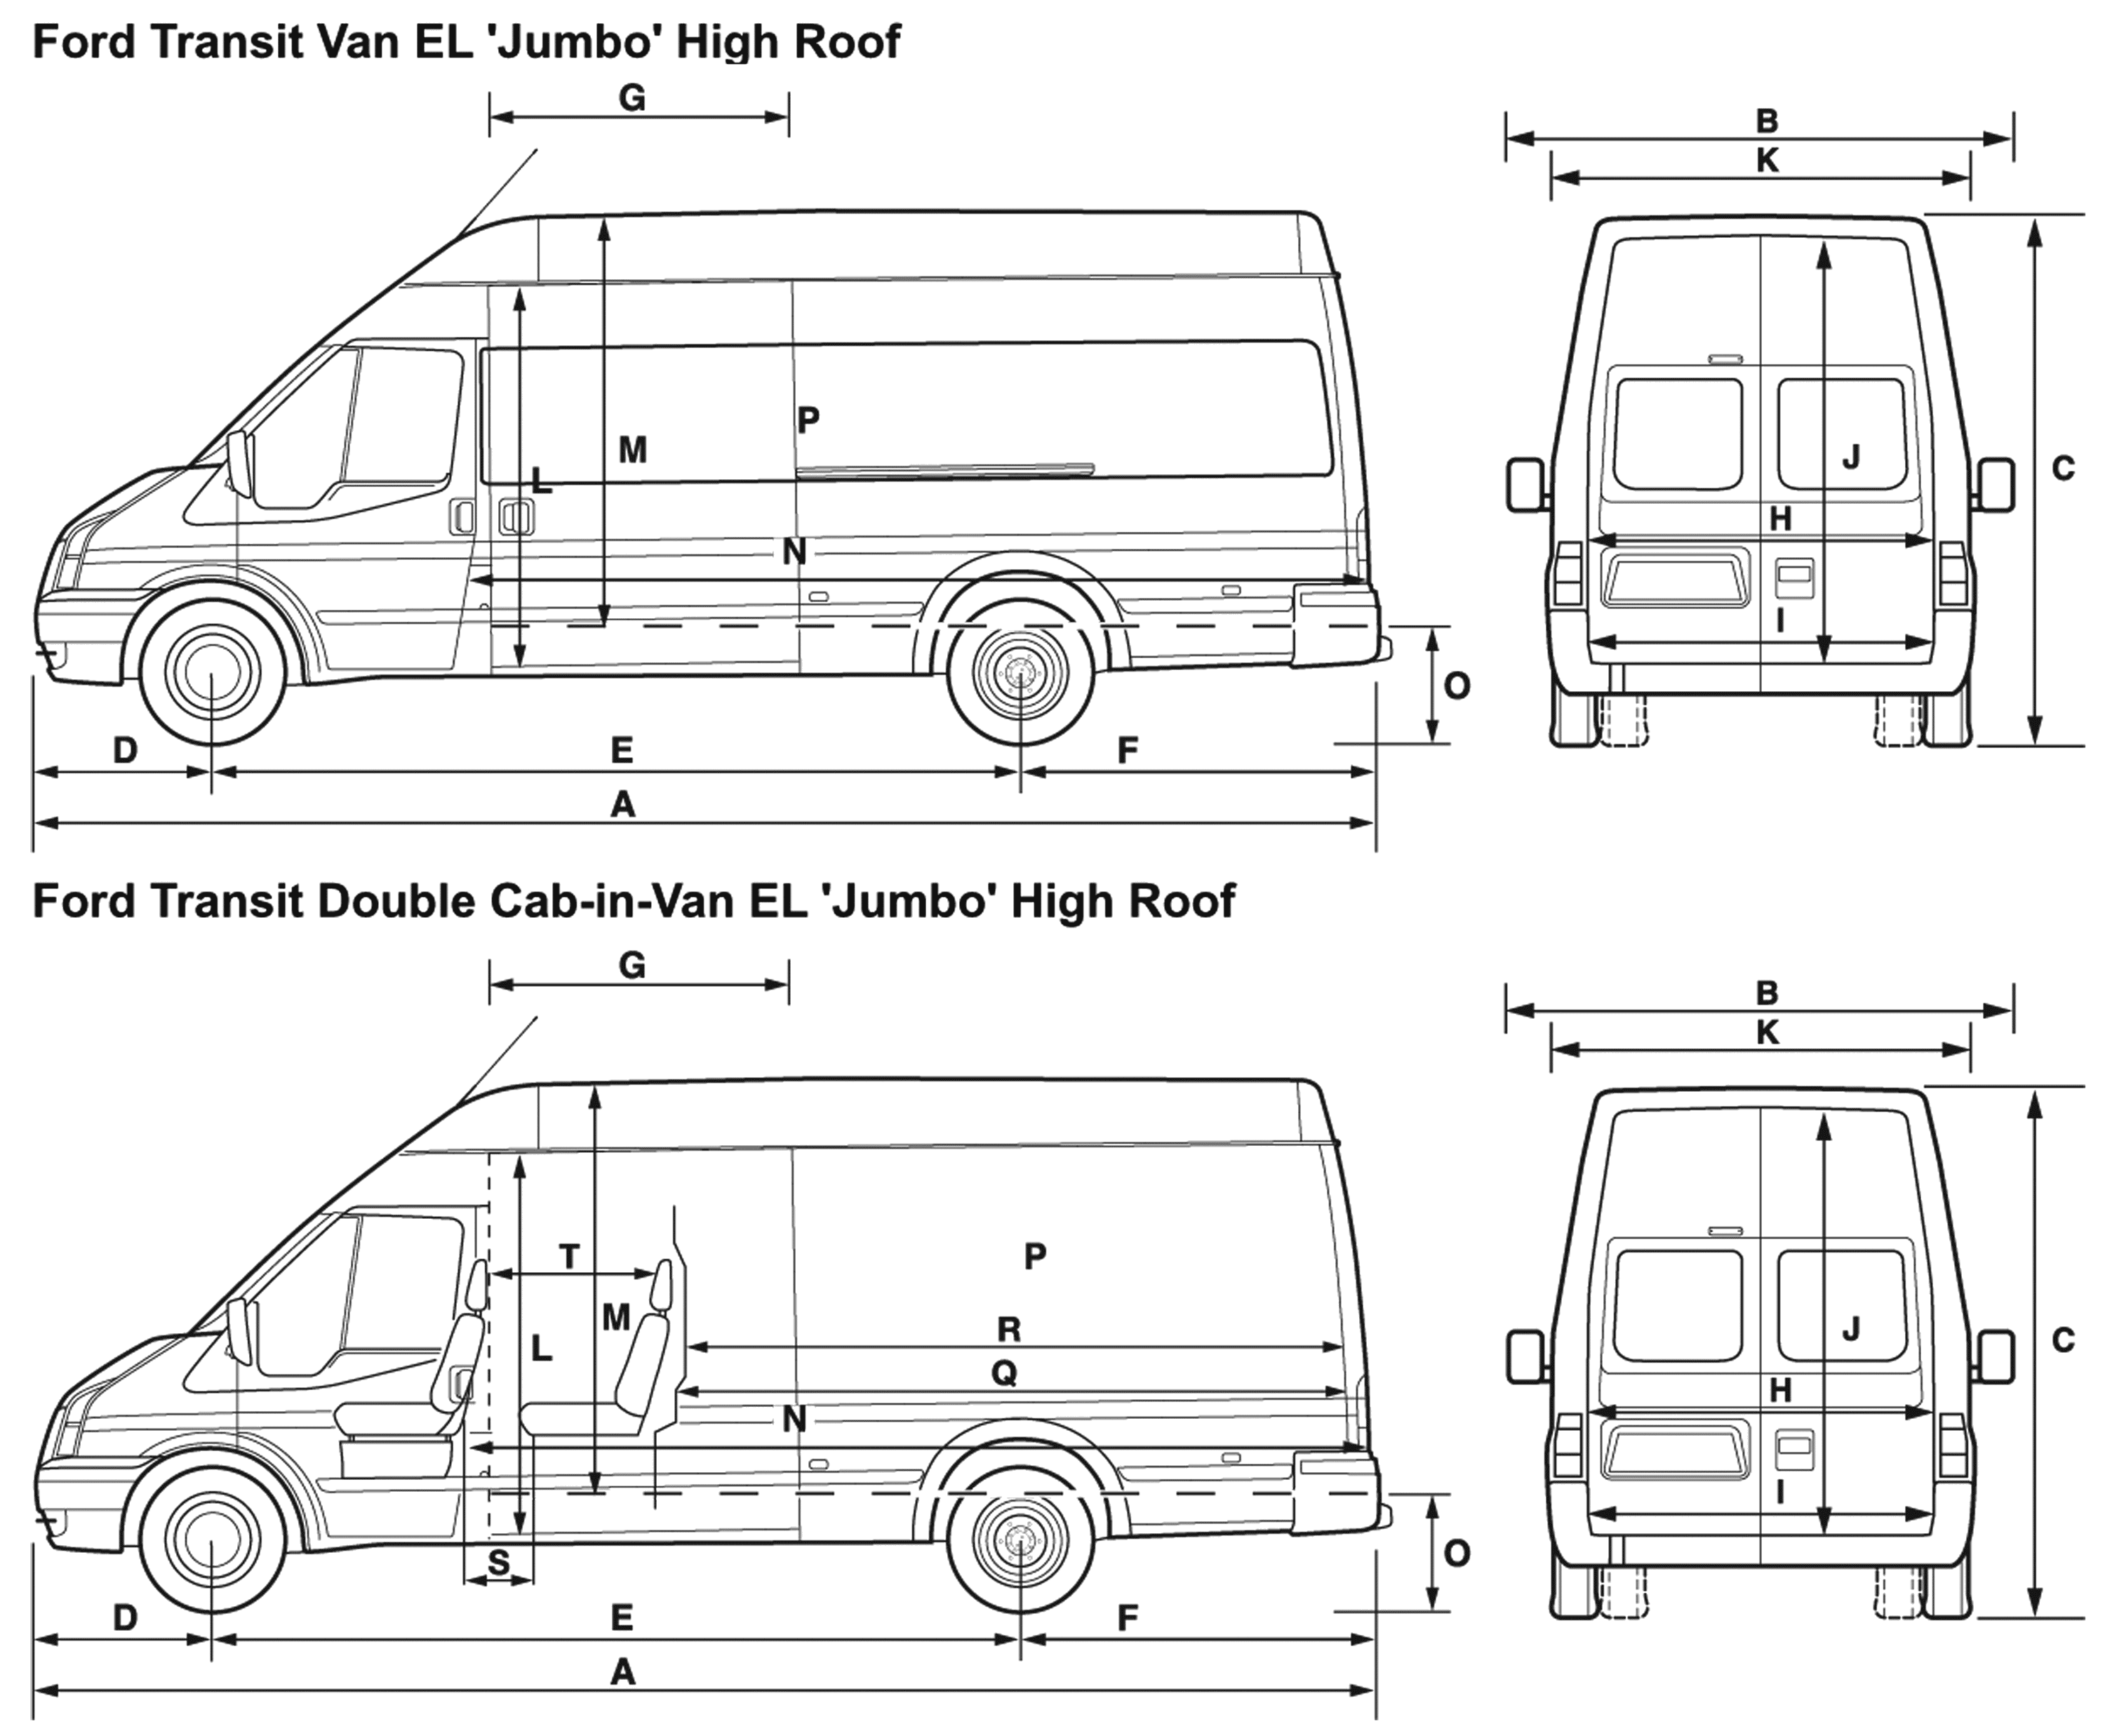 Ford Transit Van EL 'Jumbo' High Roof
G
B
K
P
M
L
J
C
H
N
I
O
D
E
F
A
Ford Transit Double Cab-in-Van EL 'Jumbo' High Roof
G
B
K
T
P
M
R
L
J
C
Q
H
N
I
O
S
D
E
F
A